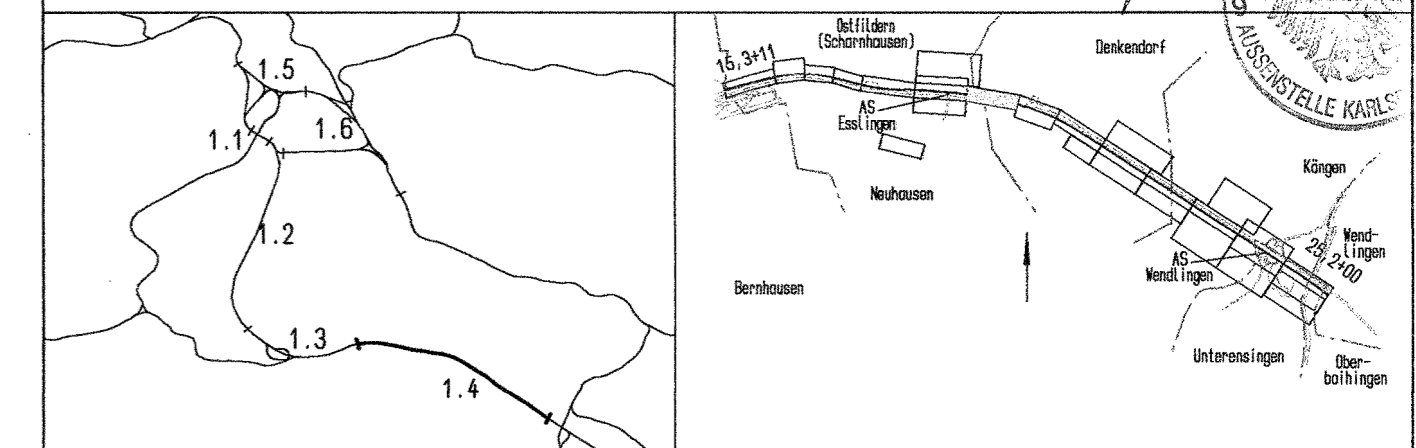 1.5
1.6
1.1
1.2
1.3
1.4
Ostfildern
(Scharnhausen)
Denkendorf
15,3+11
AS
Esslingen
Neuhausen
Köngen
Wend-
lingen
25,2+00
AS
Wendlingen
Bernhausen
Unterensingen
Ober-
boihingen
AUSSENSTELLE